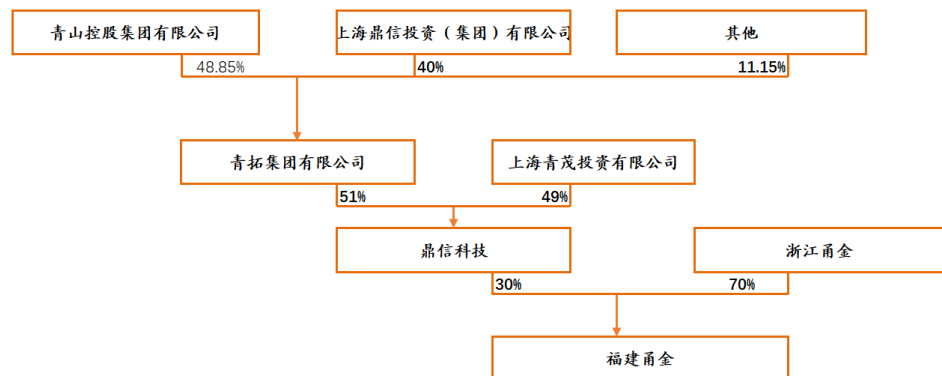 青山控股集团有限公司
上海鼎信投资（集团）有限公司
其他
48.85%
40%
11.15%
青拓集团有限公司
上海青茂投资有限公司
51%
49%
鼎信科技
浙江甬金
30%
70%
福建甬金